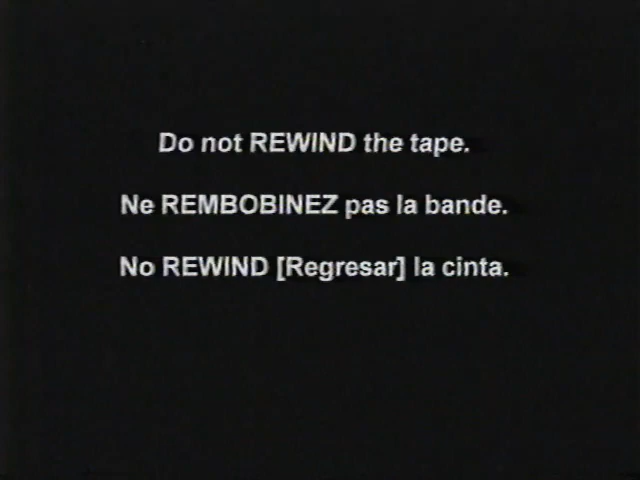 Do not REWIND the tape.
Ne REMBOBINEZ pas la bande.
No REWIND [Regresar] la cinta.